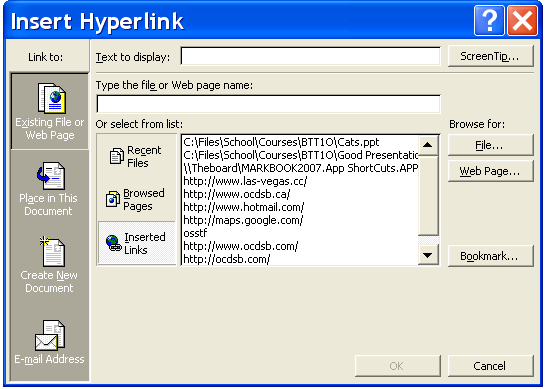 Insert Hyperlink
Link to:
Text to display:
ScreenTip...
Existing File or
Web Page
Type the file or Web page name:
Or select from list:
Browse for:
Recent
Files
Browsed
Pages
Inserted
Links
C:\Files\School\Courses\BTT1O\Cats.ppt
C:\Files\School\Courses\BTT1O\Good Presentatio
\\Theboard\MARKBOOK2007.App ShortCuts.APP
http://www.las-vegas.cc/
http://www.ocdsb.ca/
http://www.hotmail.com/
http://maps.google.com/
osstf
http://www.ocdsb.com/
http://ocdsb.com/
File...
Web Page...
Bookmark...
Place in This
Document
Create New
Document
E-mail Address
OK
Cancel